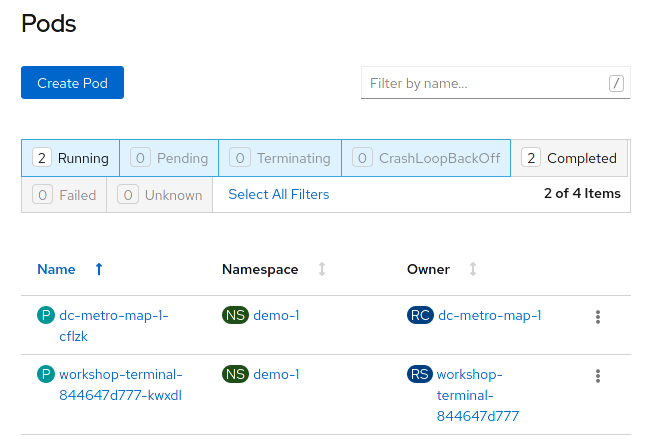 Pods
Create Pod
Filter by name...
/
2 Running
0 Pending
0 Terminating
0 CrashLoopBackOff
2 Completed
0 Failed
0 Unknown
Select All Filters
2 of 4 Items
Name
Namespace
Owner
P dc-metro-map-1-
cflzk
NS demo-1
RC dc-metro-map-1
P workshop-terminal-
844647d777-kwxdl
NS demo-1
RS workshop-
terminal-
844647d777